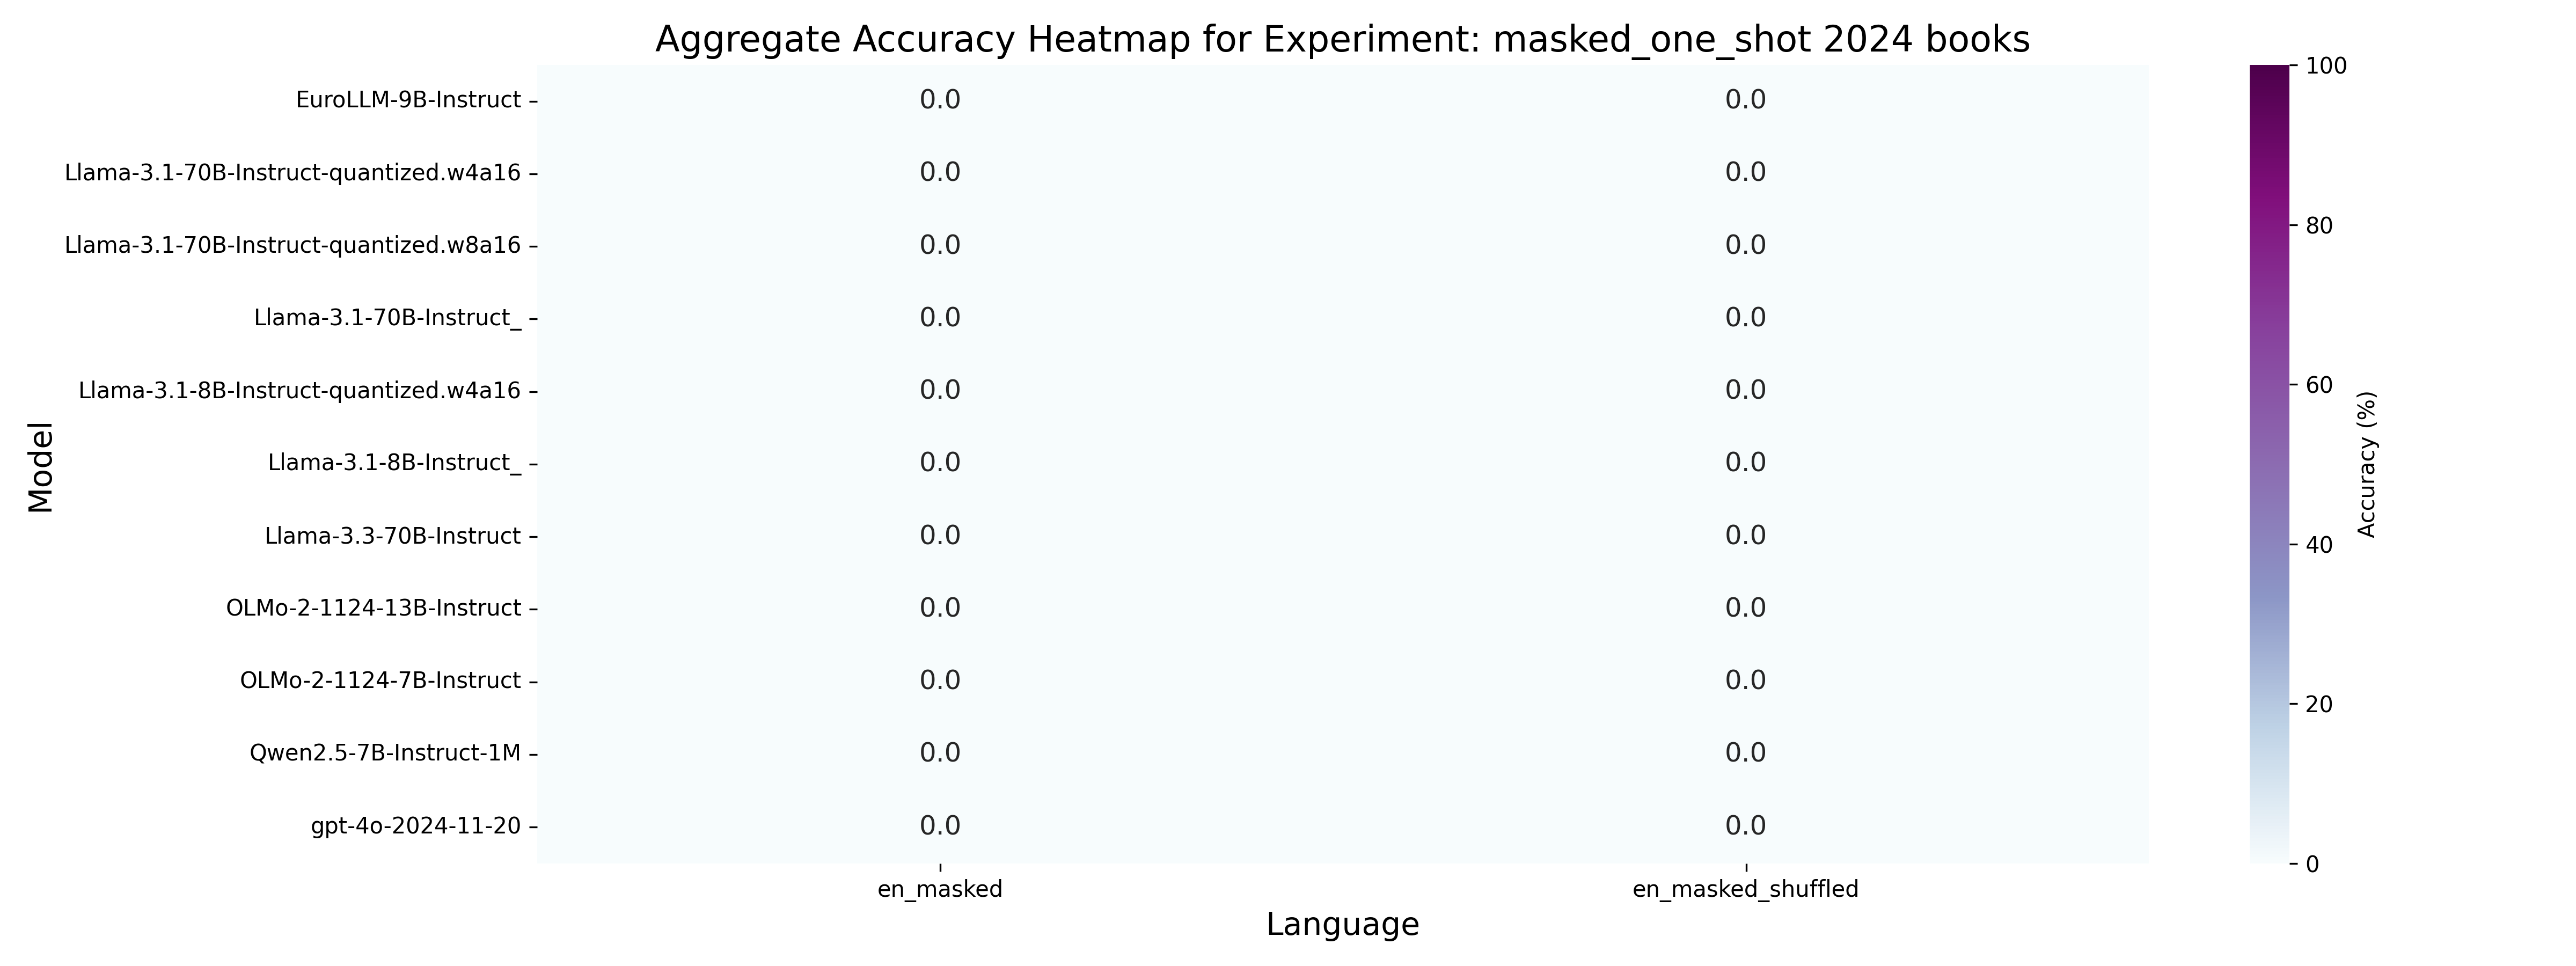 Aggregate Accuracy Heatmap for Experiment: masked_one_shot 2024 books
Model
EuroLLM-9B-Instruct 0.0 0.0
Llama-3.1-70B-Instruct-quantized.w4a16 0.0 0.0
Llama-3.1-70B-Instruct-quantized.w8a16 0.0 0.0
Llama-3.1-70B-Instruct_ 0.0 0.0
Llama-3.1-8B-Instruct-quantized.w4a16 0.0 0.0
Llama-3.1-8B-Instruct_ 0.0 0.0
Llama-3.3-70B-Instruct 0.0 0.0
OLMo-2-1124-13B-Instruct 0.0 0.0
OLMo-2-1124-7B-Instruct 0.0 0.0
Qwen2.5-7B-Instruct-1M 0.0 0.0
gpt-4o-2024-11-20 0.0 0.0
en_masked en_masked_shuffled
Language
100
80
60
40
20
0
Accuracy (%)